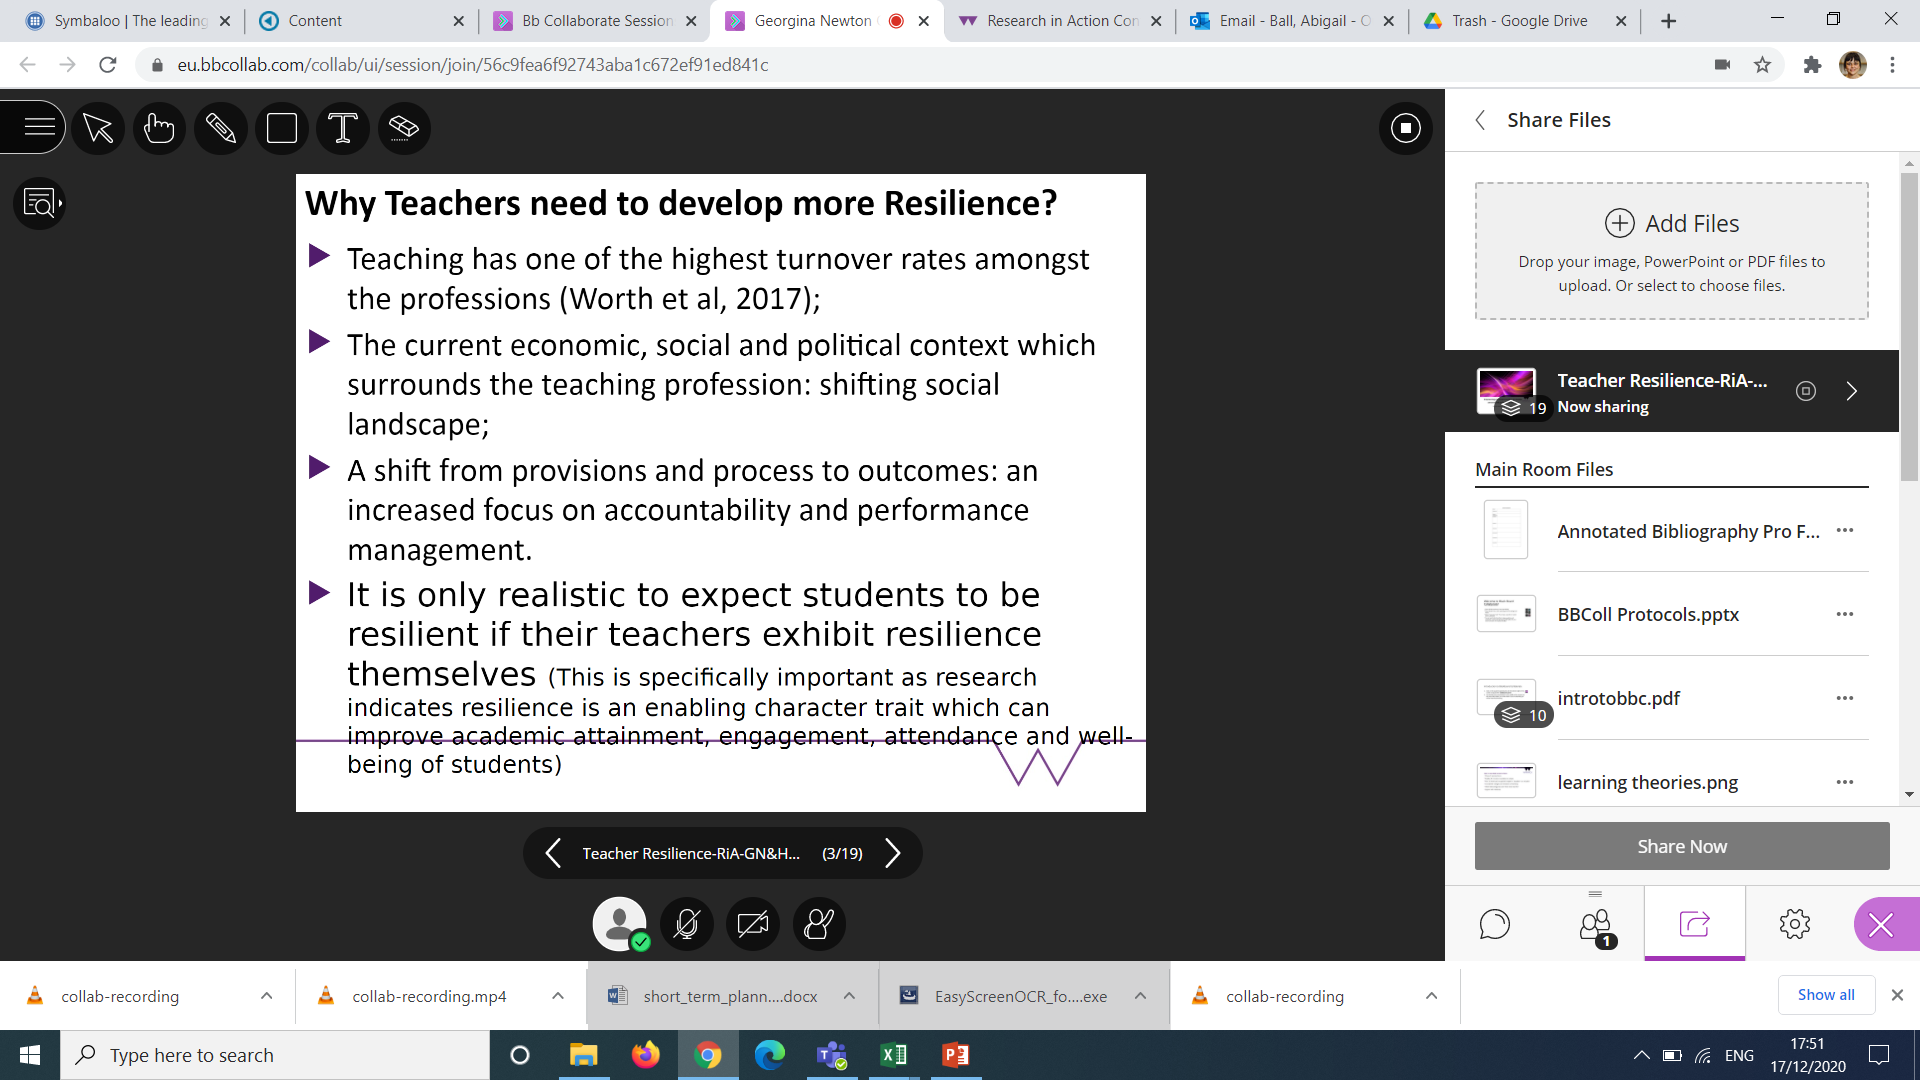 Symbaloo | The leading
Content
Bb Collaborate Session
Georgina Newton
Research in Action Con
Email - Ball, Abigail - O
Trash - Google Drive
eu.bbcollab.com/collab/ui/session/join/56c9fea6f92743aba1c672ef91ed841c
Why Teachers need to develop more Resilience?
Teaching has one of the highest turnover rates amongst
the professions (Worth et al, 2017);
The current economic, social and political context which
surrounds the teaching profession: shifting social
landscape;
A shift from provisions and process to outcomes: an
increased focus on accountability and performance
management.
It is only realistic to expect students to be
resilient if their teachers exhibit resilience
themselves (This is specifically important as research
indicates resilience is an enabling character trait which can
improve academic attainment, engagement, attendance and well-
being of students)
Teacher Resilience-RiA-GN&H... (3/19)
Share Files
Add Files
Drop your image, PowerPoint or PDF files to
upload. Or select to choose files.
Teacher Resilience-RiA-...
19
Now sharing
Main Room Files
Annotated Bibliography Pro F...
BBColl Protocols.pptx
introtobbc.pdf
10
learning theories.png
Share Now
1
collab-recording
collab-recording.mp4
short_term_plann....docx
EasyScreenOCR_fo....exe
collab-recording
Show all
Type here to search
ENG
17:51
17/12/2020